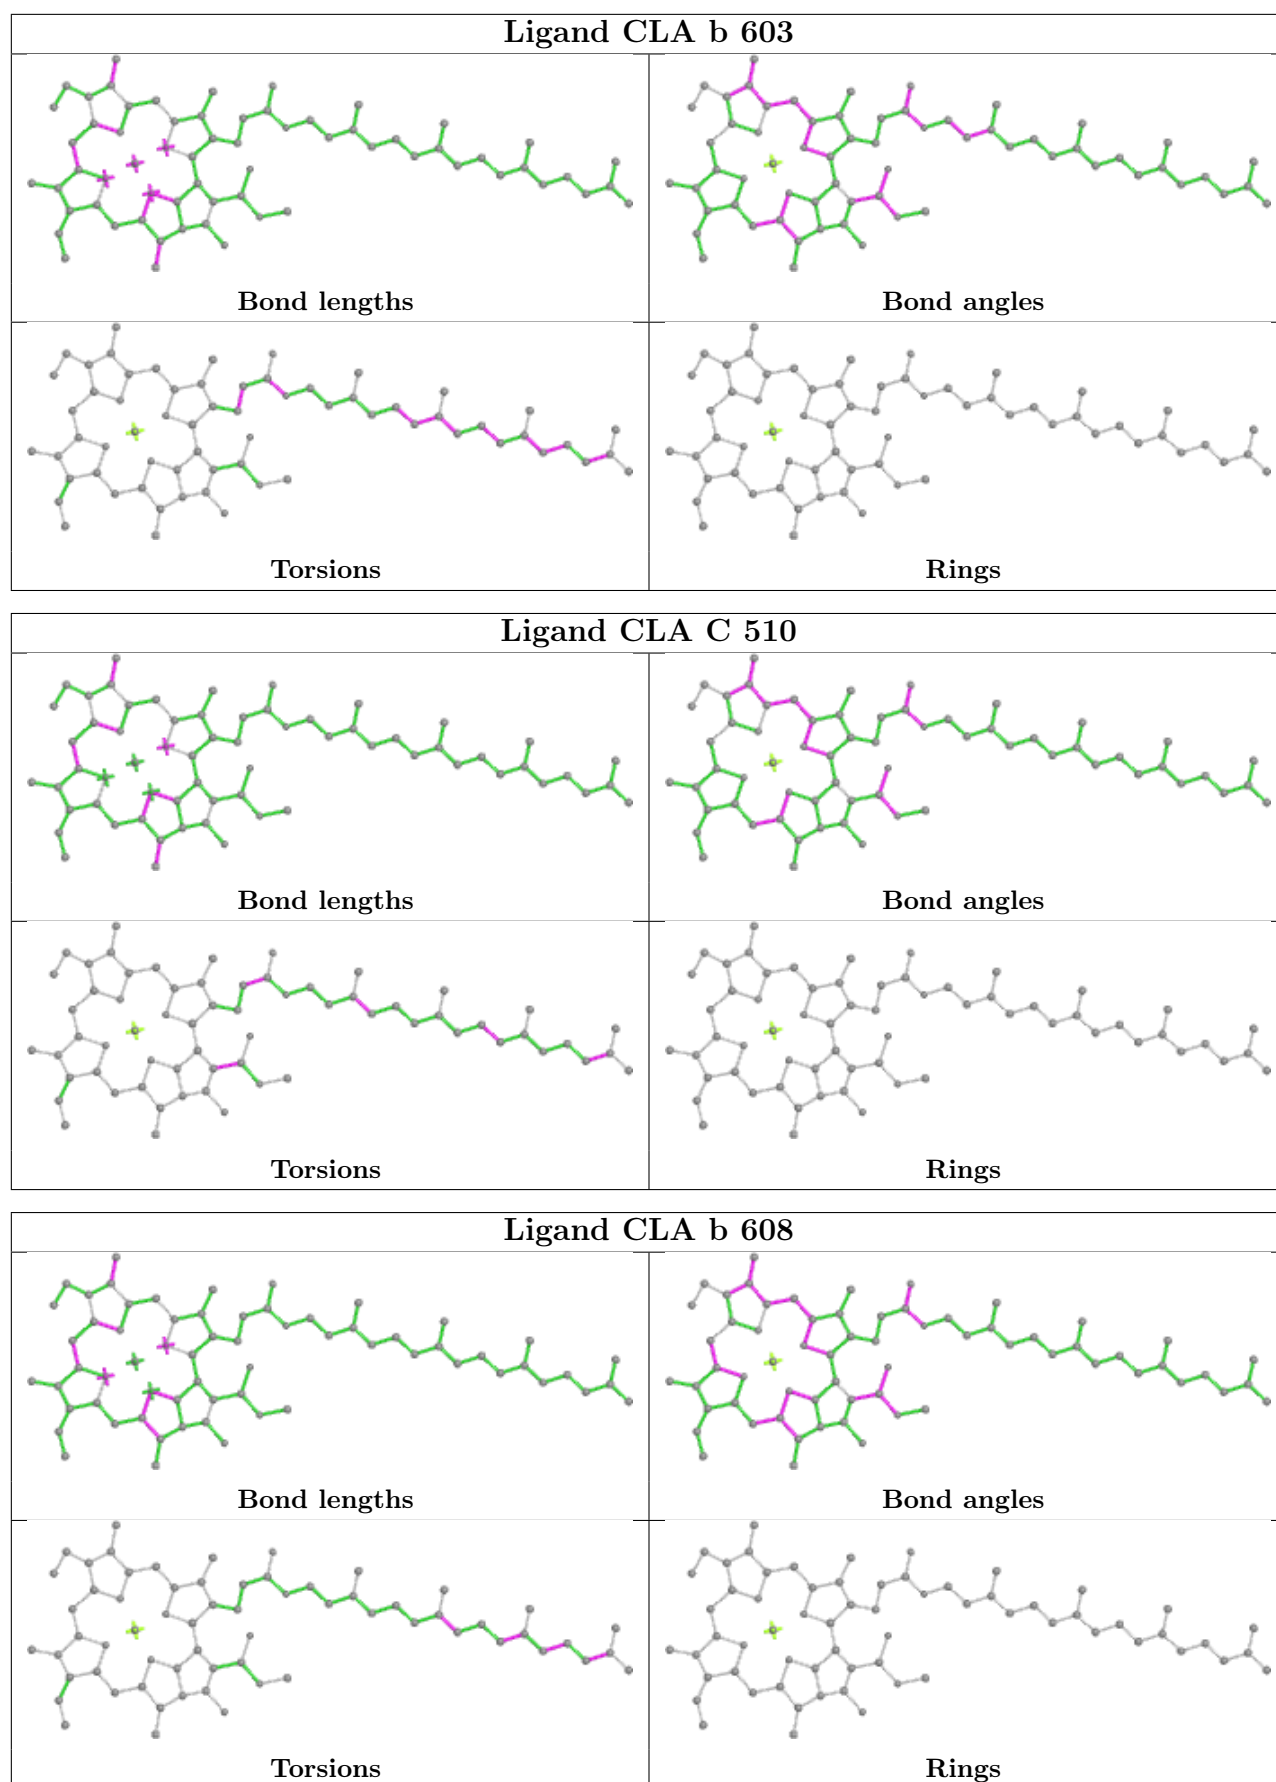 Ligand CLA b 603
Bond lengths
Bond angles
Torsions
Rings
Ligand CLA C 510
Bond lengths
Bond angles
Torsions
Rings
Ligand CLA b 608
Bond lengths
Bond angles
Torsions
Rings